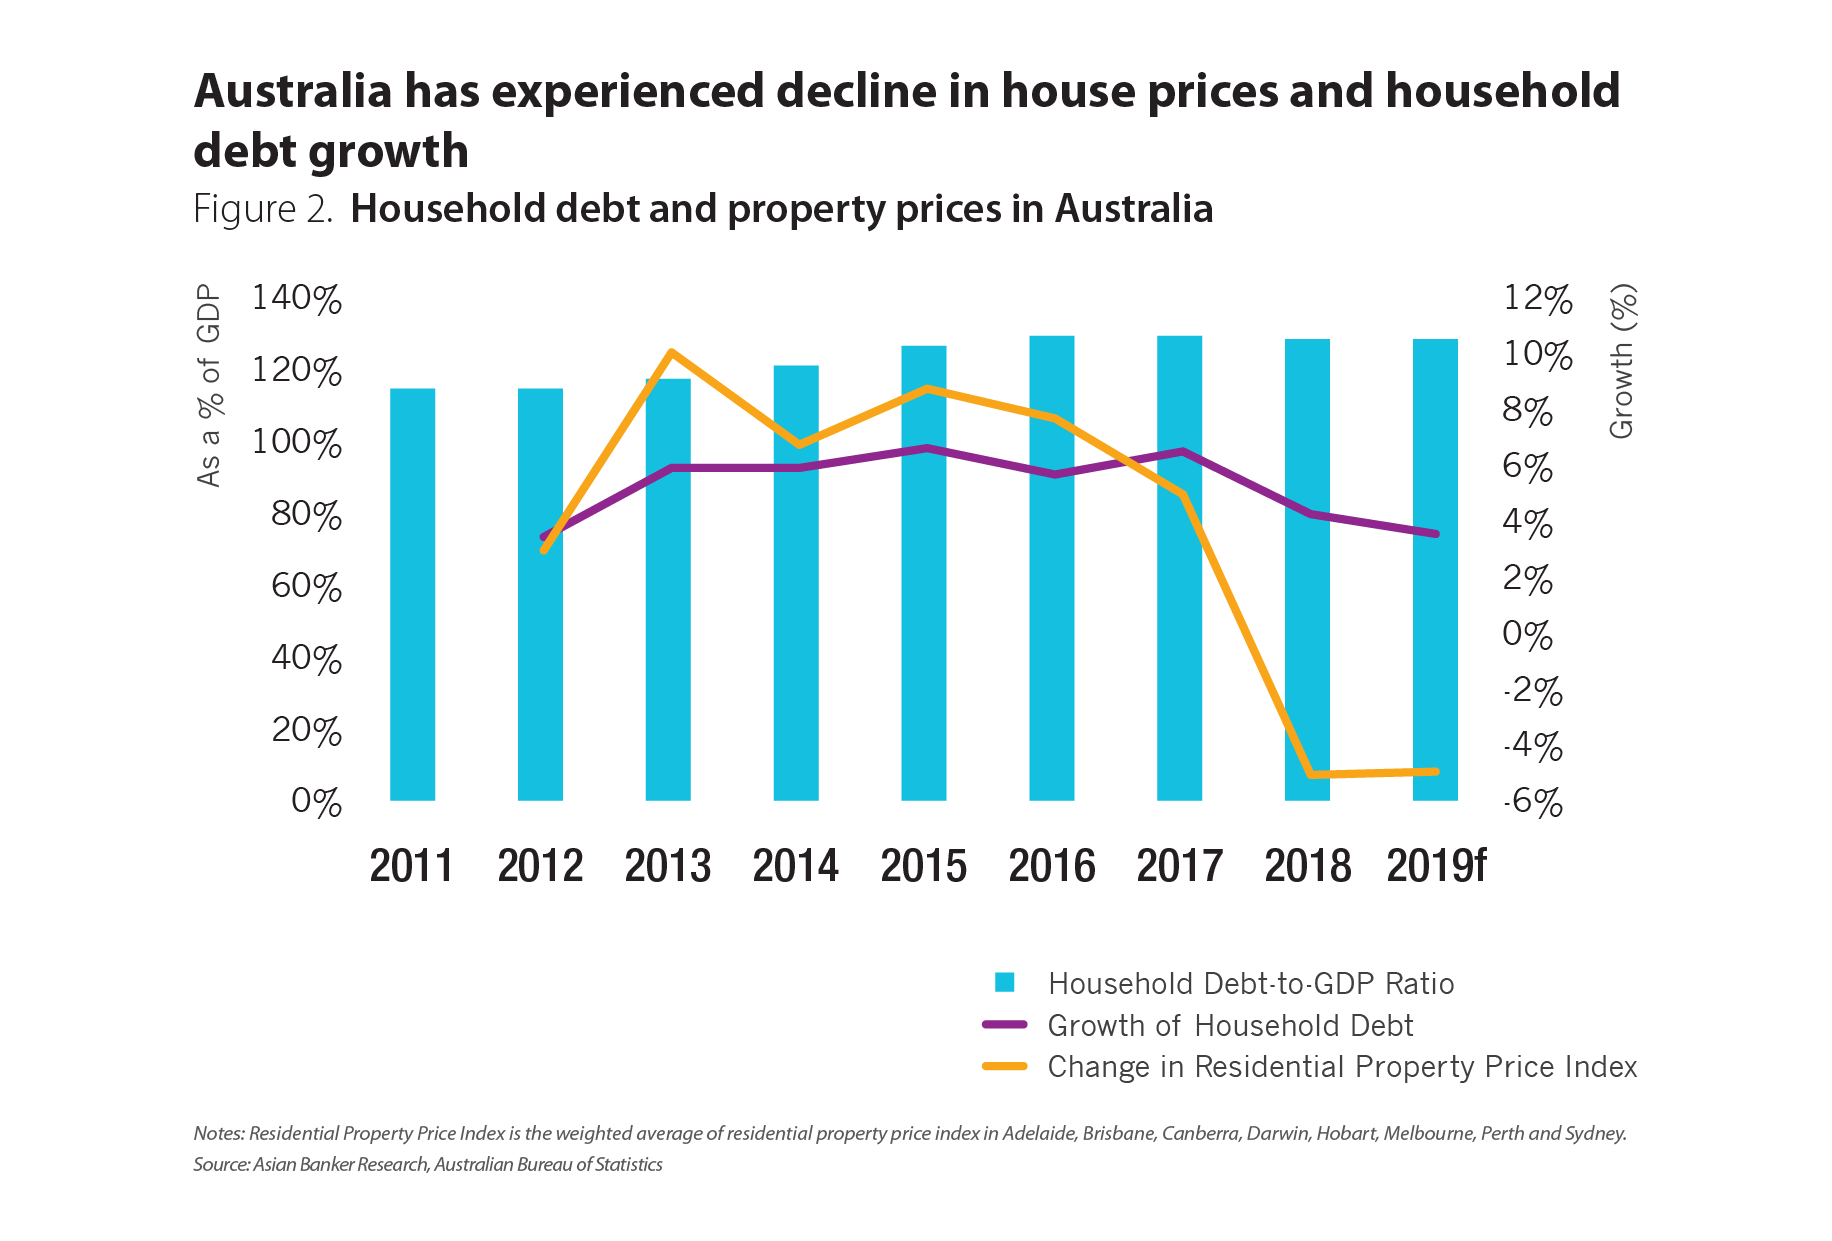 Australia has experienced decline in house prices and household
debt growth
Figure 2. Household debt and property prices in Australia
As a % of GDP
140%
120%
100%
80%
60%
40%
20%
0%
12%
10%
8%
6%
4%
2%
0%
-2%
-4%
-6%
Growth (%)
2011 2012 2013 2014 2015 2016 2017 2018 2019f
Household Debt-to-GDP Ratio
Growth of Household Debt
Change in Residential Property Price Index
Notes: Residential Property Price Index is the weighted average of residential property price index in Adelaide, Brisbane, Canberra, Darwin, Hobart, Melbourne, Perth and Sydney.
Source: Asian Banker Research, Australian Bureau of Statistics